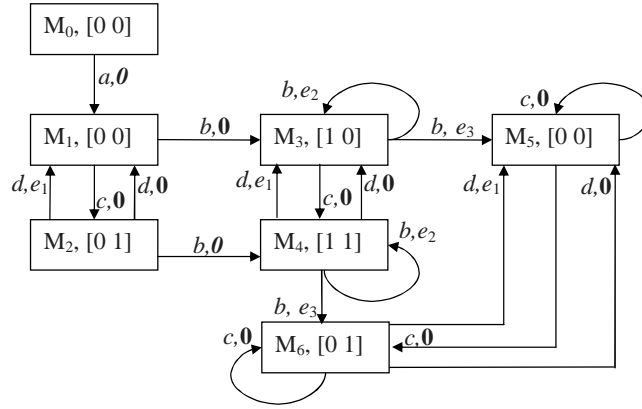 M₀, [0 0]
a,0
b,e₂
c,0
M₁, [0 0]
b,0
M₃, [1 0]
b, e₃
M₅, [0 0]
d,e₁
c,0
d,0
d,e₁
c,0
d,0
d,e₁
d,0
M₂, [0 1]
b,0
M₄, [1 1]
b,e₂
b, e₃
c,0
M₆, [0 1]
c,0